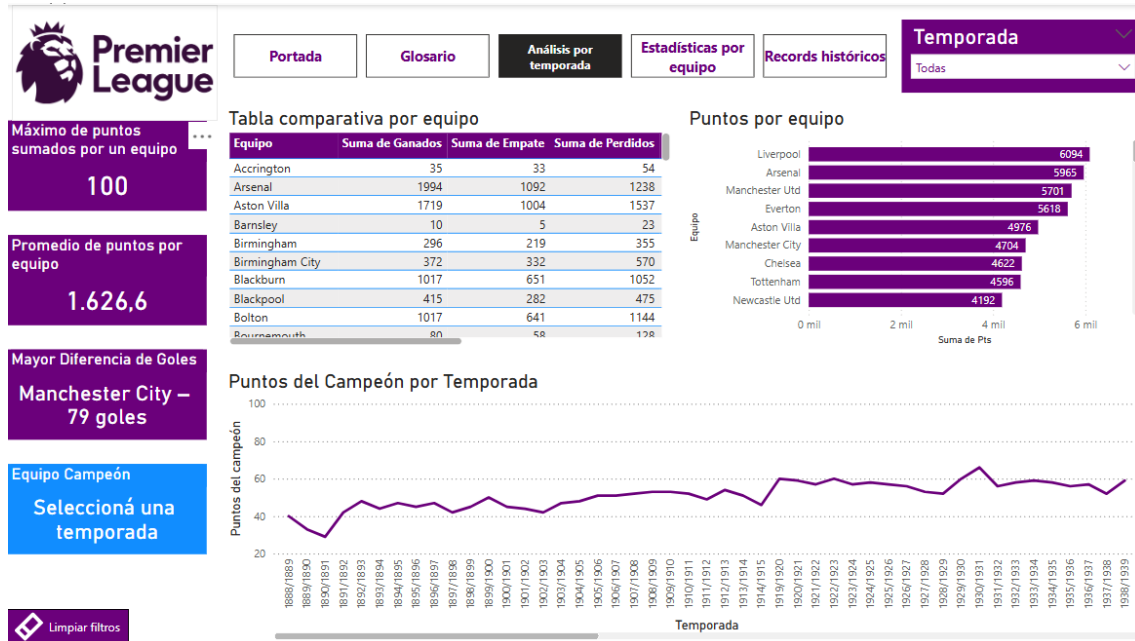 Premier
League
Portada
Glosario
Análisis por
temporada
Estadísticas por
equipo
Records históricos
Temporada
Todas
Máximo de puntos
sumados por un equipo
100
Promedio de puntos por
equipo
1.626,6
Mayor Diferencia de Goles
Manchester City –
79 goles
Equipo Campeón
Seleccioná una
temporada
Limpiar filtros
Tabla comparativa por equipo
Equipo Suma de Ganados Suma de Empate Suma de Perdidos
Accrington 35 33 54
Arsenal 1994 1092 1238
Aston Villa 1719 1004 1537
Barnsley 10 5 23
Birmingham 296 219 355
Birmingham City 372 332 570
Blackburn 1017 651 1052
Blackpool 415 282 475
Bolton 1017 641 1144
Bournemouth 80 58 128
Puntos por equipo
Equipo
Liverpool 6094
Arsenal 5965
Manchester Utd 5701
Everton 5618
Aston Villa 4976
Manchester City 4704
Chelsea 4622
Tottenham 4596
Newcastle Utd 4192
0 mil 2 mil 4 mil 6 mil
Suma de Pts
Puntos del Campeón por Temporada
Puntos del campeón
100
80
60
40
20
1888/1889
1889/1890
1890/1891
1891/1892
1892/1893
1893/1894
1894/1895
1895/1896
1896/1897
1897/1898
1898/1899
1899/1900
1900/1901
1901/1902
1902/1903
1903/1904
1904/1905
1905/1906
1906/1907
1907/1908
1908/1909
1909/1910
1910/1911
1911/1912
1912/1913
1913/1914
1914/1915
1919/1920
1920/1921
1921/1922
1922/1923
1923/1924
1924/1925
1925/1926
1926/1927
1927/1928
1928/1929
1929/1930
1930/1931
1931/1932
1932/1933
1933/1934
1934/1935
1935/1936
1936/1937
1937/1938
1938/1939
Temporada